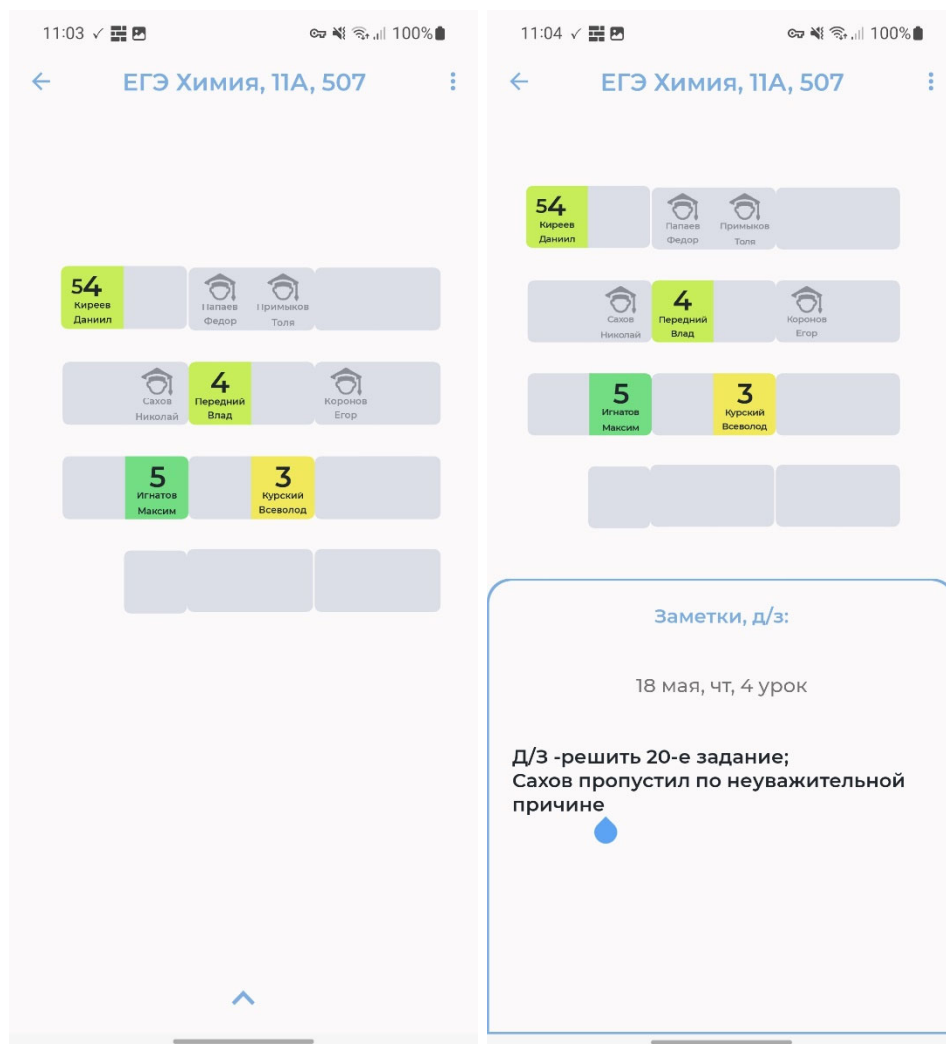 11:03
100%
ЕГЭ Химия, 11А, 507
54
Киреев
Даниил
Папаев
Федор
Примыков
Толя
Сахов
Николай
4
Передний
Влад
Коронов
Егор
5
Игнатов
Максим
3
Курский
Всеволод
11:04
100%
ЕГЭ Химия, 11А, 507
54
Киреев
Даниил
Папаев
Федор
Примыков
Толя
Сахов
Николай
4
Передний
Влад
Коронов
Егор
5
Игнатов
Максим
3
Курский
Всеволод
Заметки, д/з:
18 мая, чт, 4 урок
Д/З -решить 20-е задание;
Сахов пропустил по неуважительной
причине